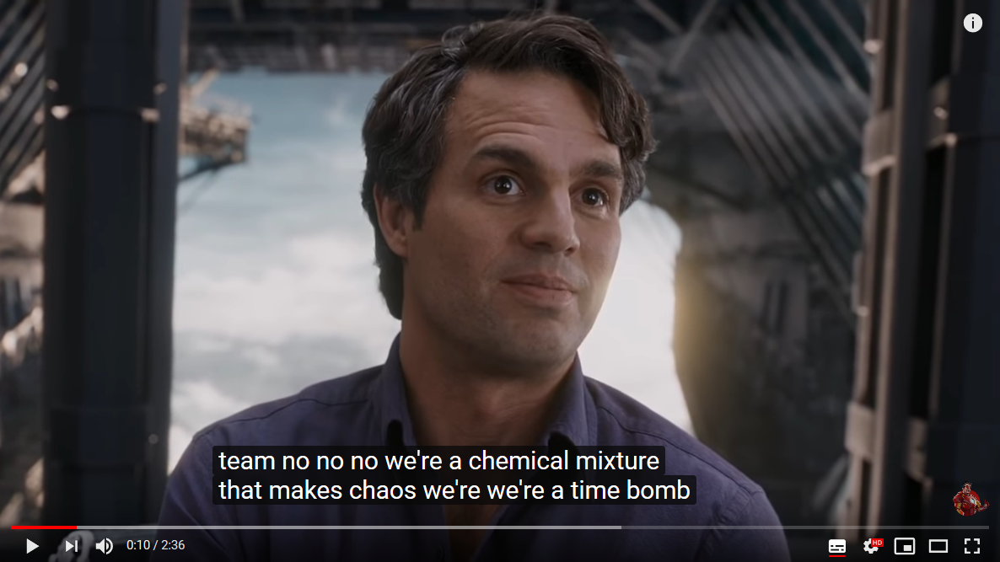 team no no no we're a chemical mixture
that makes chaos we're we're a time bomb
0:10 / 2:36
HD